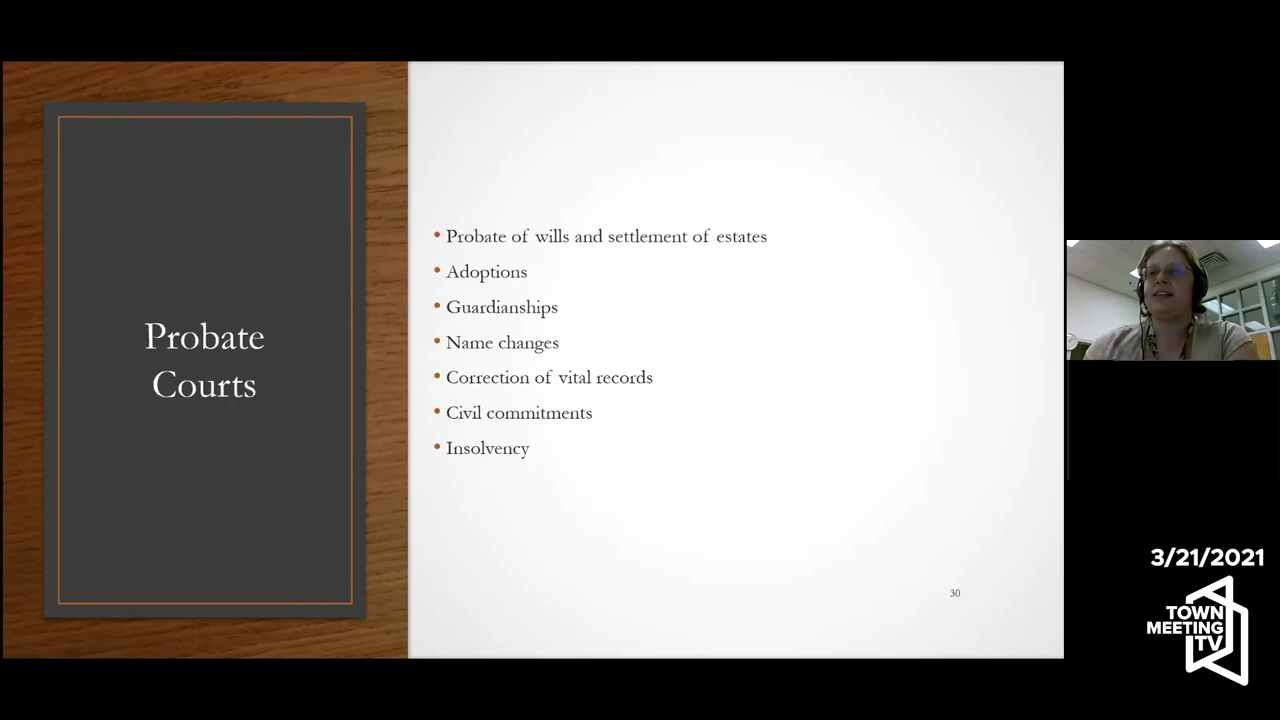 Probate
Courts
• Probate of wills and settlement of estates
• Adoptions
• Guardianships
• Name changes
• Correction of vital records
• Civil commitments
• Insolvency
30
3/21/2021
TOWN
MEETING
TV